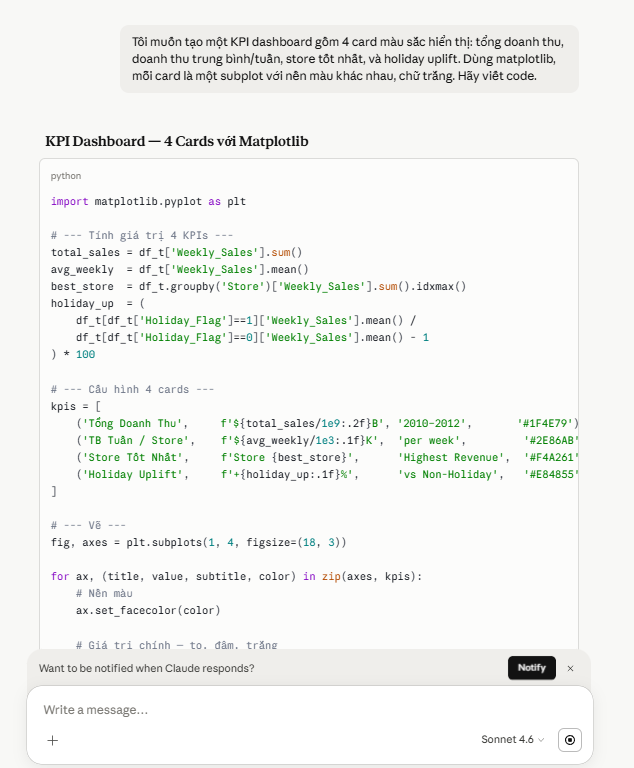 Tôi muốn tạo một KPI dashboard gồm 4 card màu sắc hiển thị: tổng doanh thu,
doanh thu trung bình/tuần, store tốt nhất, và holiday uplift. Dùng matplotlib,
mỗi card là một subplot với nền màu khác nhau, chữ trắng. Hãy viết code.
KPI Dashboard — 4 Cards với Matplotlib
python
import matplotlib.pyplot as plt
# --- Tính giá trị 4 KPIs ---
total_sales = df_t['Weekly_Sales'].sum()
avg_weekly  = df_t['Weekly_Sales'].mean()
best_store  = df_t.groupby('Store')['Weekly_Sales'].sum().idxmax()
holiday_up  = (
    df_t[df_t['Holiday_Flag']==1]['Weekly_Sales'].mean() /
    df_t[df_t['Holiday_Flag']==0]['Weekly_Sales'].mean() - 1
) * 100
# --- Cấu hình 4 cards ---
kpis = [
    ('Tổng Doanh Thu',     f'${total_sales/1e9:.2f}B', '2010–2012',       '#1F4E79')
    ('TB Tuần / Store',    f'${avg_weekly/1e3:.1f}K',  'per week',         '#2E86AB'
    ('Store Tốt Nhất',     f'Store {best_store}',      'Highest Revenue',  '#F4A261'
    ('Holiday Uplift',     f'+{holiday_up:.1f}%',      'vs Non-Holiday',   '#E84855'
]
# --- Vẽ ---
fig, axes = plt.subplots(1, 4, figsize=(18, 3))
for ax, (title, value, subtitle, color) in zip(axes, kpis):
    # Nền màu
    ax.set_facecolor(color)
    # Giá trị chính — to, đậm, trắng
Want to be notified when Claude responds?
Notify
Write a message...
Sonnet 4.6